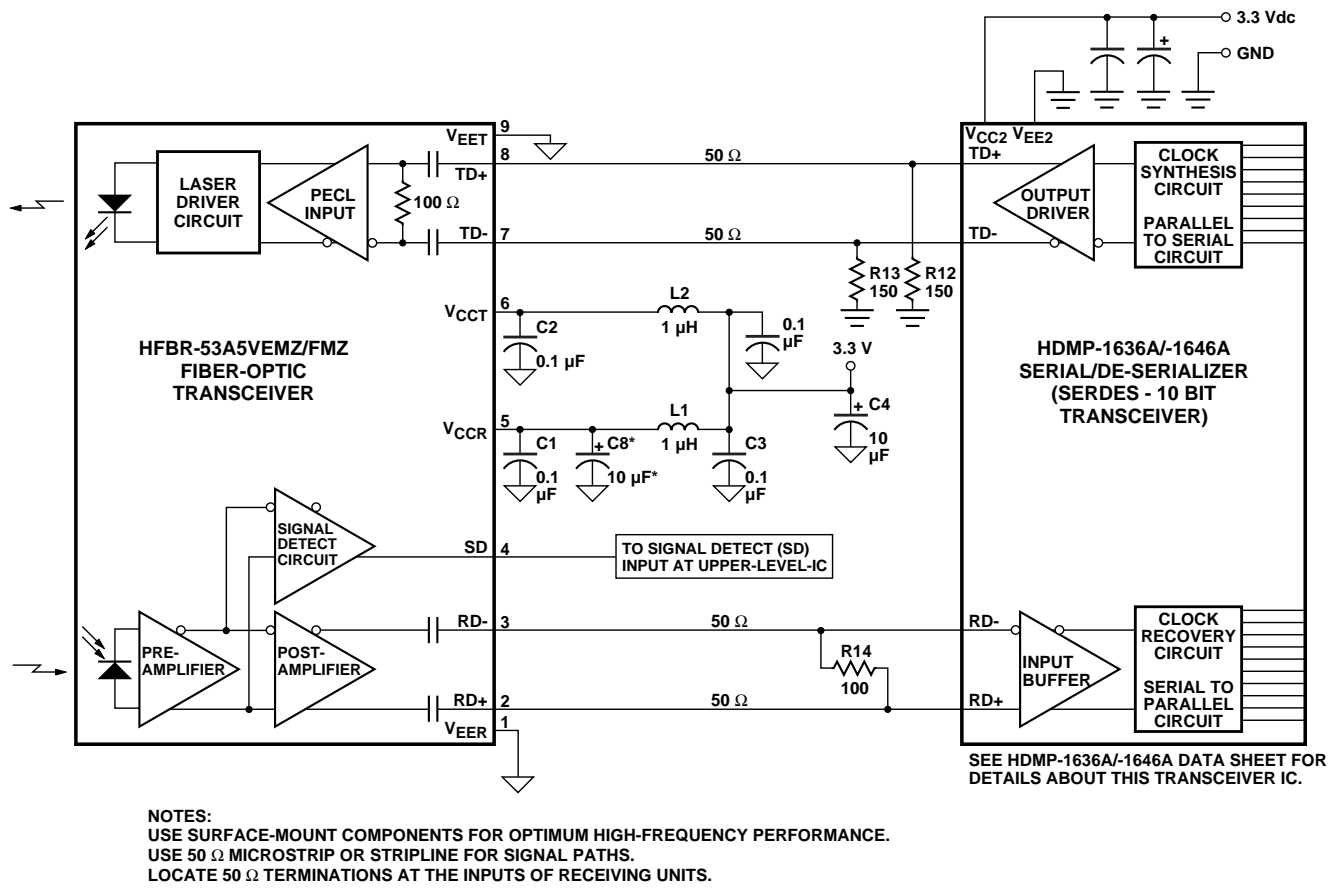 3.3 Vdc
GND
VCC2 VEE2
VEET 9
8
TD+
50 Ω
TD+
LASER
DRIVER
CIRCUIT
PECL
INPUT
100 Ω
OUTPUT
DRIVER
CLOCK
SYNTHESIS
CIRCUIT
PARALLEL
TO SERIAL
CIRCUIT
TD- 7
50 Ω
TD-
R13
150
R12
150
VCCT 6
L2
1 µH
C2
0.1 µF
0.1
µF
3.3 V
HFBR-53A5VEMZ/FMZ
FIBER-OPTIC
TRANSCEIVER
HDMP-1636A/-1646A
SERIAL/DE-SERIALIZER
(SERDES - 10 BIT
TRANSCEIVER)
VCCR 5
L1
1 µH
C1
0.1
µF
+ C8*
10 µF*
C3
0.1
µF
+ C4
10
µF
+
SIGNAL
DETECT
CIRCUIT
SD 4
TO SIGNAL DETECT (SD)
INPUT AT UPPER-LEVEL-IC
PRE-
AMPLIFIER
POST-
AMPLIFIER
RD- 3
50 Ω
RD-
R14
100
INPUT
BUFFER
CLOCK
RECOVERY
CIRCUIT
SERIAL TO
PARALLEL
CIRCUIT
RD+ 2
50 Ω
RD+
VEER 1
SEE HDMP-1636A/-1646A DATA SHEET FOR
DETAILS ABOUT THIS TRANSCEIVER IC.
NOTES:
USE SURFACE-MOUNT COMPONENTS FOR OPTIMUM HIGH-FREQUENCY PERFORMANCE.
USE 50 Ω MICROSTRIP OR STRIPLINE FOR SIGNAL PATHS.
LOCATE 50 Ω TERMINATIONS AT THE INPUTS OF RECEIVING UNITS.